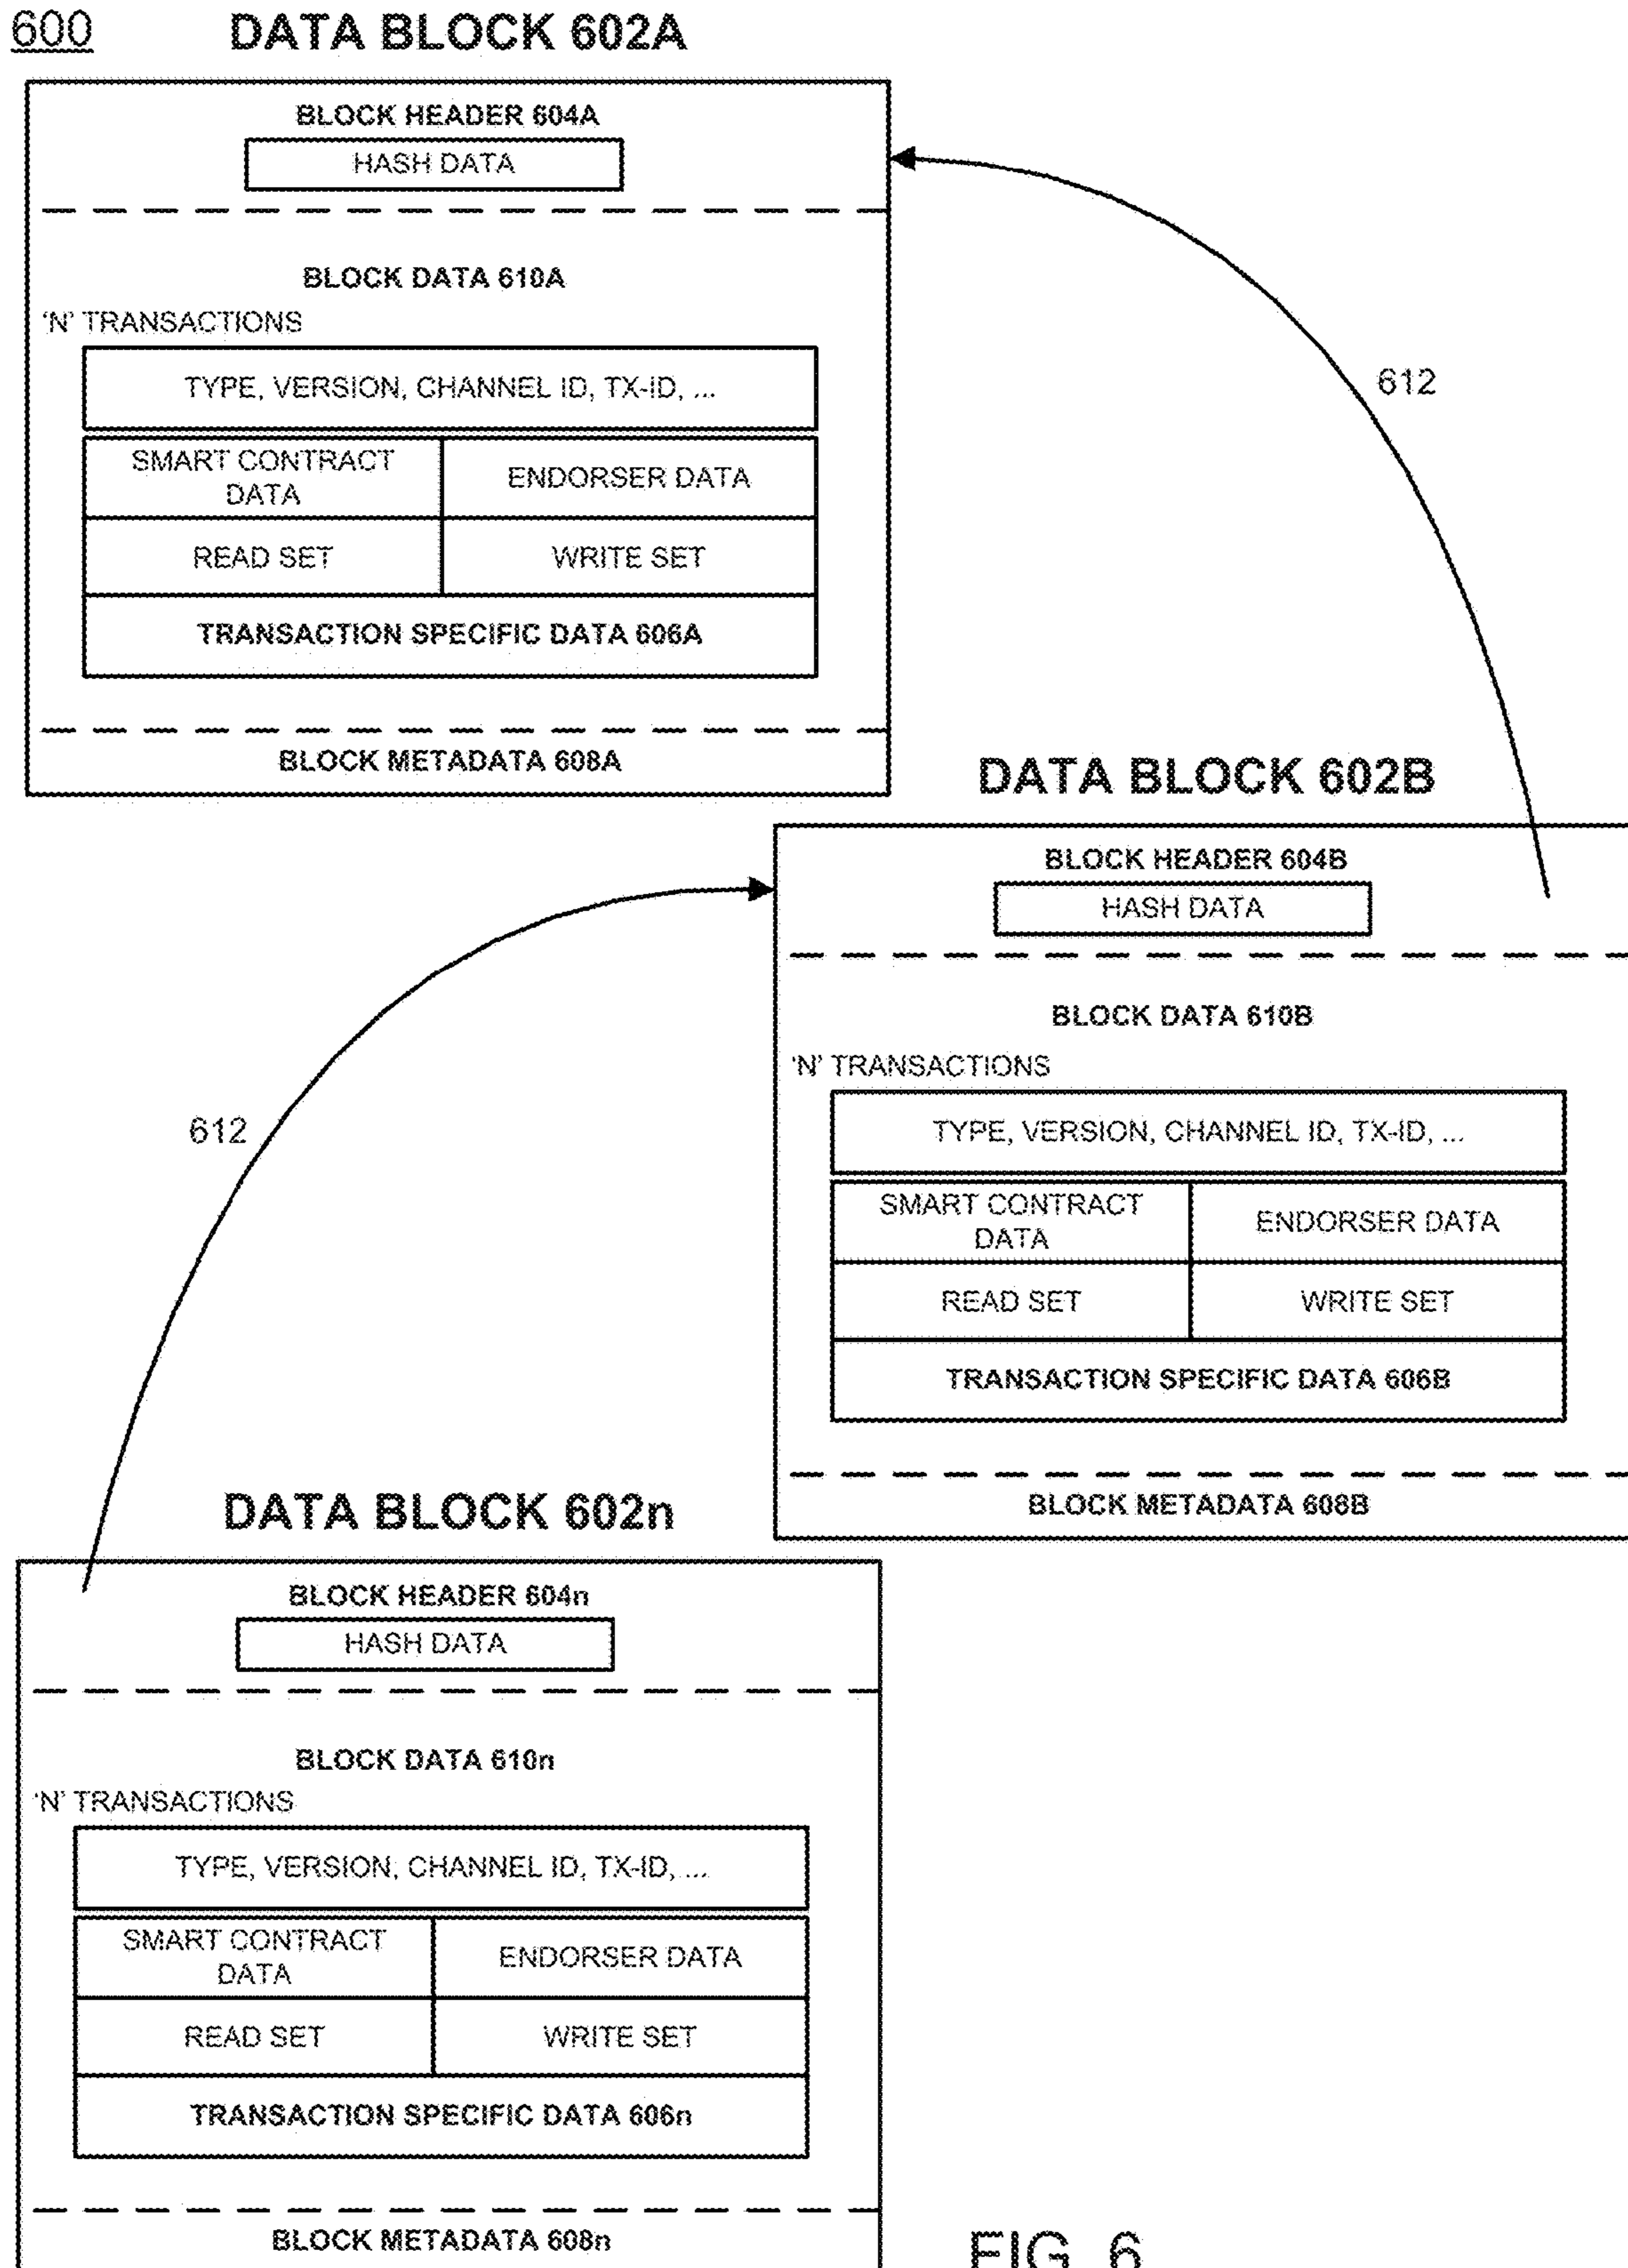 600
DATA BLOCK 602A
BLOCK HEADER 604A
HASH DATA
BLOCK DATA 610A
'N' TRANSACTIONS
TYPE, VERSION, CHANNEL ID, TX-ID, ...
SMART CONTRACT
DATA
ENDORSER DATA
READ SET
WRITE SET
TRANSACTION SPECIFIC DATA 606A
BLOCK METADATA 608A
612
DATA BLOCK 602B
BLOCK HEADER 604B
HASH DATA
BLOCK DATA 610B
'N' TRANSACTIONS
TYPE, VERSION, CHANNEL ID, TX-ID, ...
SMART CONTRACT
DATA
ENDORSER DATA
READ SET
WRITE SET
TRANSACTION SPECIFIC DATA 606B
BLOCK METADATA 608B
612
DATA BLOCK 602n
BLOCK HEADER 604n
HASH DATA
BLOCK DATA 610n
'N' TRANSACTIONS
TYPE, VERSION, CHANNEL ID, TX-ID, ...
SMART CONTRACT
DATA
ENDORSER DATA
READ SET
WRITE SET
TRANSACTION SPECIFIC DATA 606n
BLOCK METADATA 608n
FIG. 6